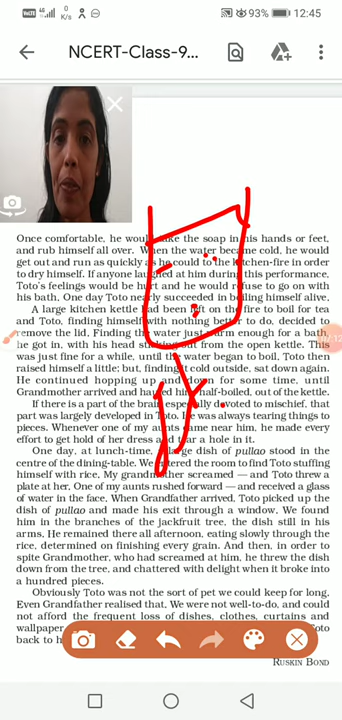 12:45
93%
NCERT-Class-9...
Once comfortable, he would take the soap in his hands or feet,
and rub himself all over. When the water became cold, he would
get out and run as quickly as he could to the kitchen-fire in order
to dry himself. If anyone laughed at him during this performance,
Toto's feelings would be hurt and he would refuse to go on with
his bath. One day Toto nearly succeeded in boiling himself alive.
A large kitchen kettle had been left on the fire to boil for tea
and Toto, finding himself with nothing better to do, decided to
remove the lid. Finding the water just warm enough for a bath,
he got in, with his head sticking out from the open kettle. This
was just fine for a while, until the water began to boil. Toto then
raised himself a little; but, finding it cold outside, sat down again.
He continued hopping up and down for some time, until
Grandmother arrived and hauled him, half-boiled, out of the kettle.
If there is a part of the brain especially devoted to mischief, that
part was largely developed in Toto. He was always tearing things to
pieces. Whenever one of my aunts came near him, he made every
effort to get hold of her dress and tear a hole in it.
One day, at lunch-time, a large dish of pullao stood in the
centre of the dining-table. We entered the room to find Toto stuffing
himself with rice. My grandmother screamed — and Toto threw a
plate at her. One of my aunts rushed forward — and received a glass
of water in the face. When Grandfather arrived, Toto picked up the
dish of pullao and made his exit through a window. We found
him in the branches of the jackfruit tree, the dish still in his
arms. He remained there all afternoon, eating slowly through the
rice, determined on finishing every grain. And then, in order to
spite Grandmother, who had screamed at him, he threw the dish
down from the tree, and chattered with delight when it broke into
a hundred pieces.
Obviously Toto was not the sort of pet we could keep for long.
Even Grandfather realised that. We were not well-to-do, and could
not afford the frequent loss of dishes, clothes, curtains and
wallpaper Toto
back to
RUSKIN BOND